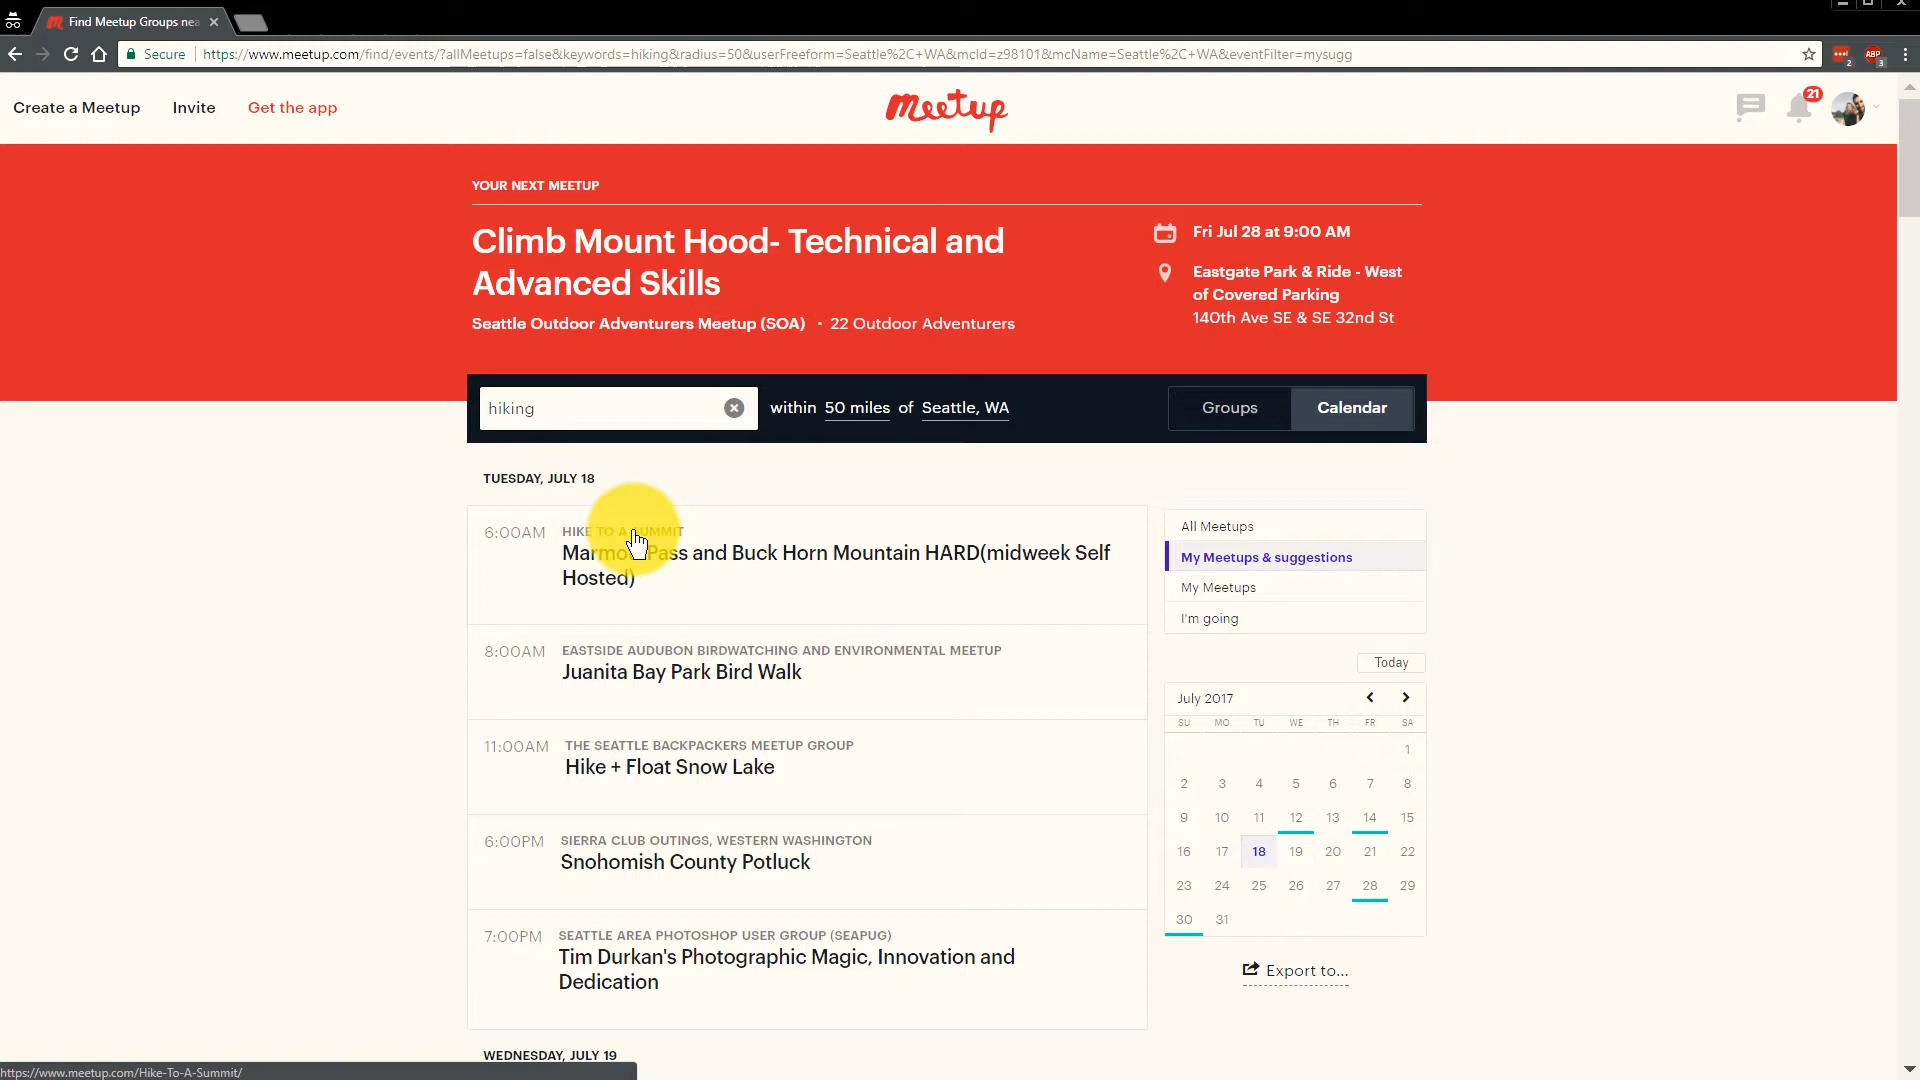 Find Meetup Groups nea
Secure
https://www.meetup.com/find/events/?allMeetups=false&keywords=hiking&radius=50&userFreeform=Seattle%2C+WA&mcId=z98101&mcName=Seattle%2C+WA&eventFilter=mysugg
2
ABP
3
Create a Meetup
Invite
Get the app
meetup
21
YOUR NEXT MEETUP
Climb Mount Hood- Technical and
Advanced Skills
Seattle Outdoor Adventurers Meetup (SOA) • 22 Outdoor Adventurers
Fri Jul 28 at 9:00 AM
Eastgate Park & Ride - West
of Covered Parking
140th Ave SE & SE 32nd St
hiking
within 50 miles of Seattle, WA
Groups
Calendar
TUESDAY, JULY 18
6:00AM
HIKE TO A SUMMIT
Marmot Pass and Buck Horn Mountain HARD(midweek Self
Hosted)
8:00AM
EASTSIDE AUDUBON BIRDWATCHING AND ENVIRONMENTAL MEETUP
Juanita Bay Park Bird Walk
11:00AM
THE SEATTLE BACKPACKERS MEETUP GROUP
Hike + Float Snow Lake
6:00PM
SIERRA CLUB OUTINGS, WESTERN WASHINGTON
Snohomish County Potluck
7:00PM
SEATTLE AREA PHOTOSHOP USER GROUP (SEAPUG)
Tim Durkan's Photographic Magic, Innovation and
Dedication
WEDNESDAY, JULY 19
All Meetups
My Meetups & suggestions
My Meetups
I'm going
Today
July 2017
SU MO TU WE TH FR SA
1
2 3 4 5 6 7 8
9 10 11 12 13 14 15
16 17 18 19 20 21 22
23 24 25 26 27 28 29
30 31
Export to...
https://www.meetup.com/Hike-To-A-Summit/